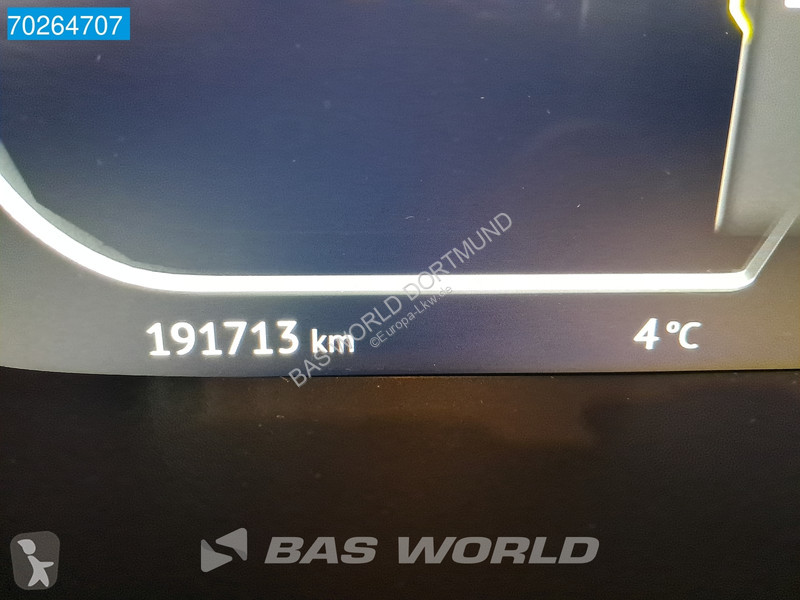 70264707
BAS WORLD DORTMUND
©Europa-Lkw.de
191713 km
4 °C
BAS WORLD